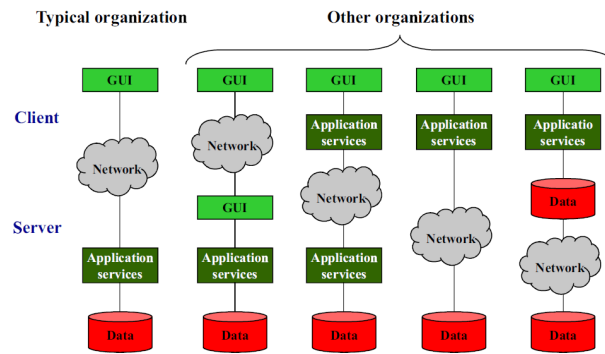 Typical organization
Other organizations
GUI
GUI
GUI
GUI
GUI
Client
Application
services
Application
services
Applicatio
services
Network
Network
Network
Data
Server
GUI
Network
Network
Application
services
Application
services
Application
services
Data
Data
Data
Data
Data